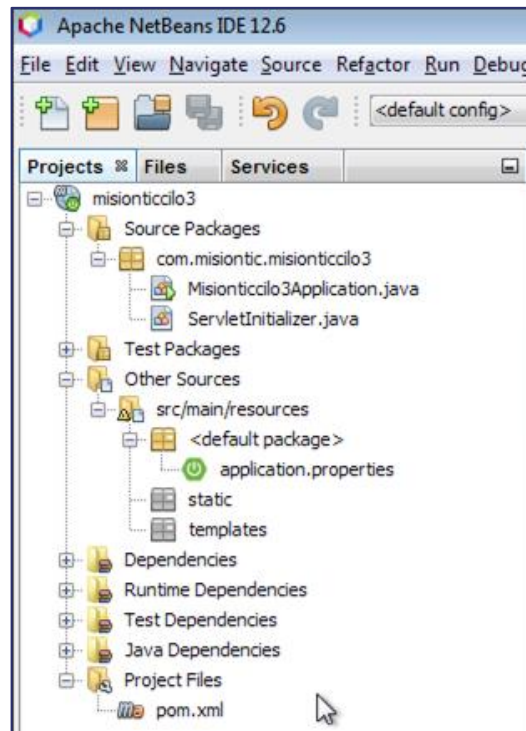 Apache NetBeans IDE 12.6
File Edit View Navigate Source Refactor Run Debug
<default config>
Projects Files Services
misionticcilo3
Source Packages
com.misiontic.misionticcilo3
Misionticcilo3Application.java
ServletInitializer.java
Test Packages
Other Sources
src/main/resources
<default package>
application.properties
static
templates
Dependencies
Runtime Dependencies
Test Dependencies
Java Dependencies
Project Files
pom.xml